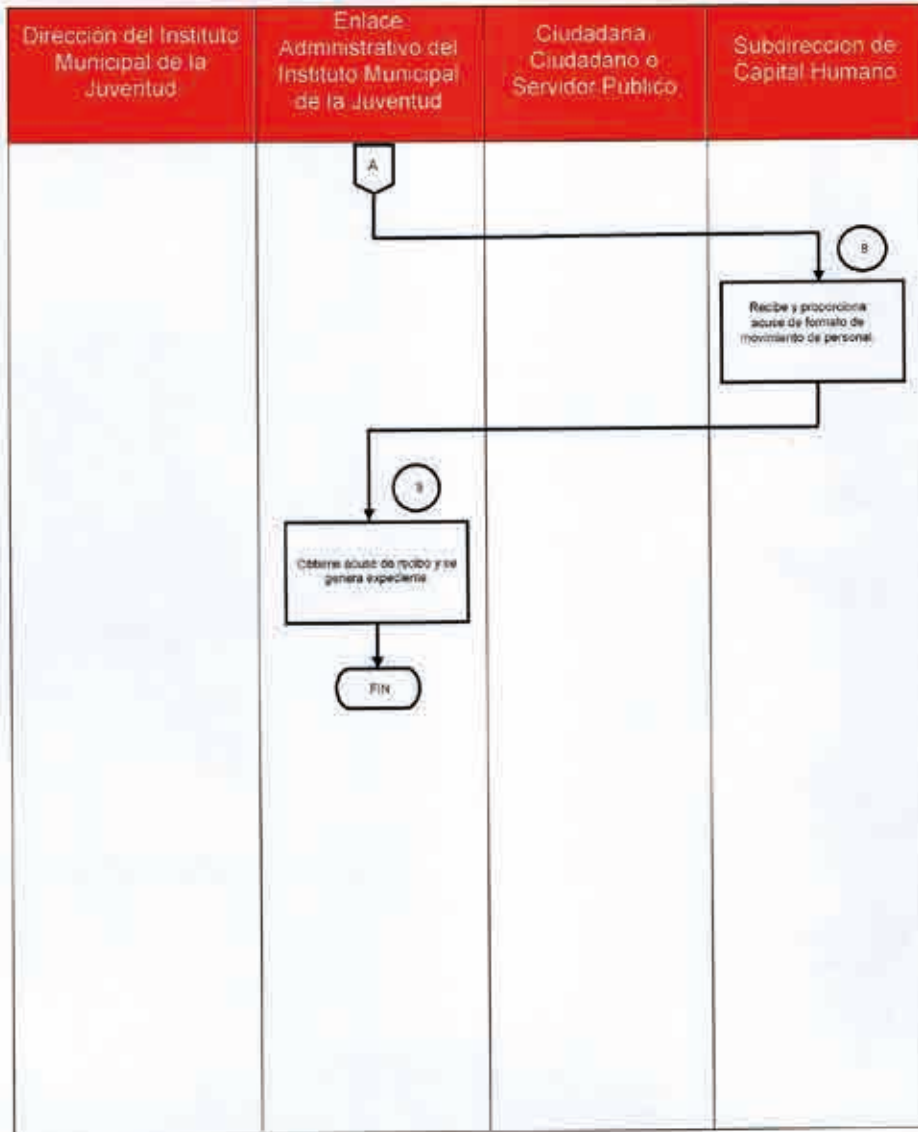 Dirección del Instituto
Municipal de la
Juventud
Enlace
Administrativo del
Instituto Municipal
de la Juventud
Ciudadana,
Ciudadano o
Servidor Publico
Subdireccion de
Capital Humano
A
8
Recibe y proporciona
acuse de formato de
movimiento de personal
9
Obtiene acuse de recibo y se
genera expediente
FIN